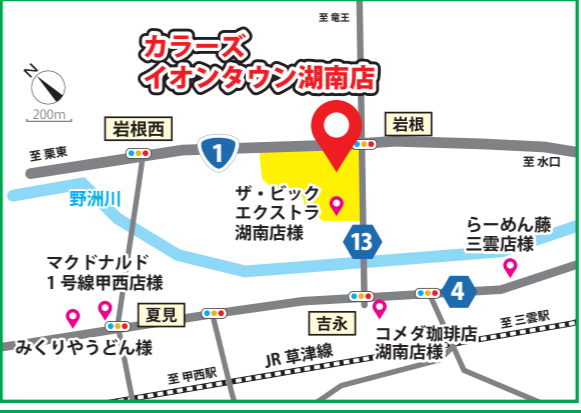 至 竜王
カラーズ
イオンタウン湖南店
N
200m
岩根西
岩根
至 栗東
1
至 水口
野洲川
ザ・ビック
エクストラ
湖南店様
13
らーめん藤
三雲店様
マクドナルド
1号線甲西店様
4
夏見
吉永
みくりやうどん様
コメダ珈琲店
湖南店様
至 三雲駅
JR 草津線
至 甲西駅